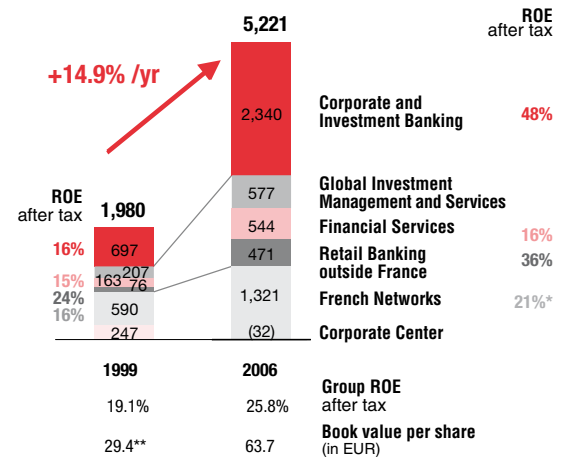 5,221
ROE
after tax
+14.9% /yr
2,340
Corporate and
Investment Banking
48%
577
Global Investment
Management and Services
ROE
after tax
1,980
544
Financial Services
16%
16%
697
471
Retail Banking
outside France
36%
207
15%
163
76
24%
16%
590
1,321
French Networks
21%*
247
(32)
Corporate Center
1999
2006
Group ROE
after tax
19.1%
25.8%
Book value per share
(in EUR)
29.4**
63.7